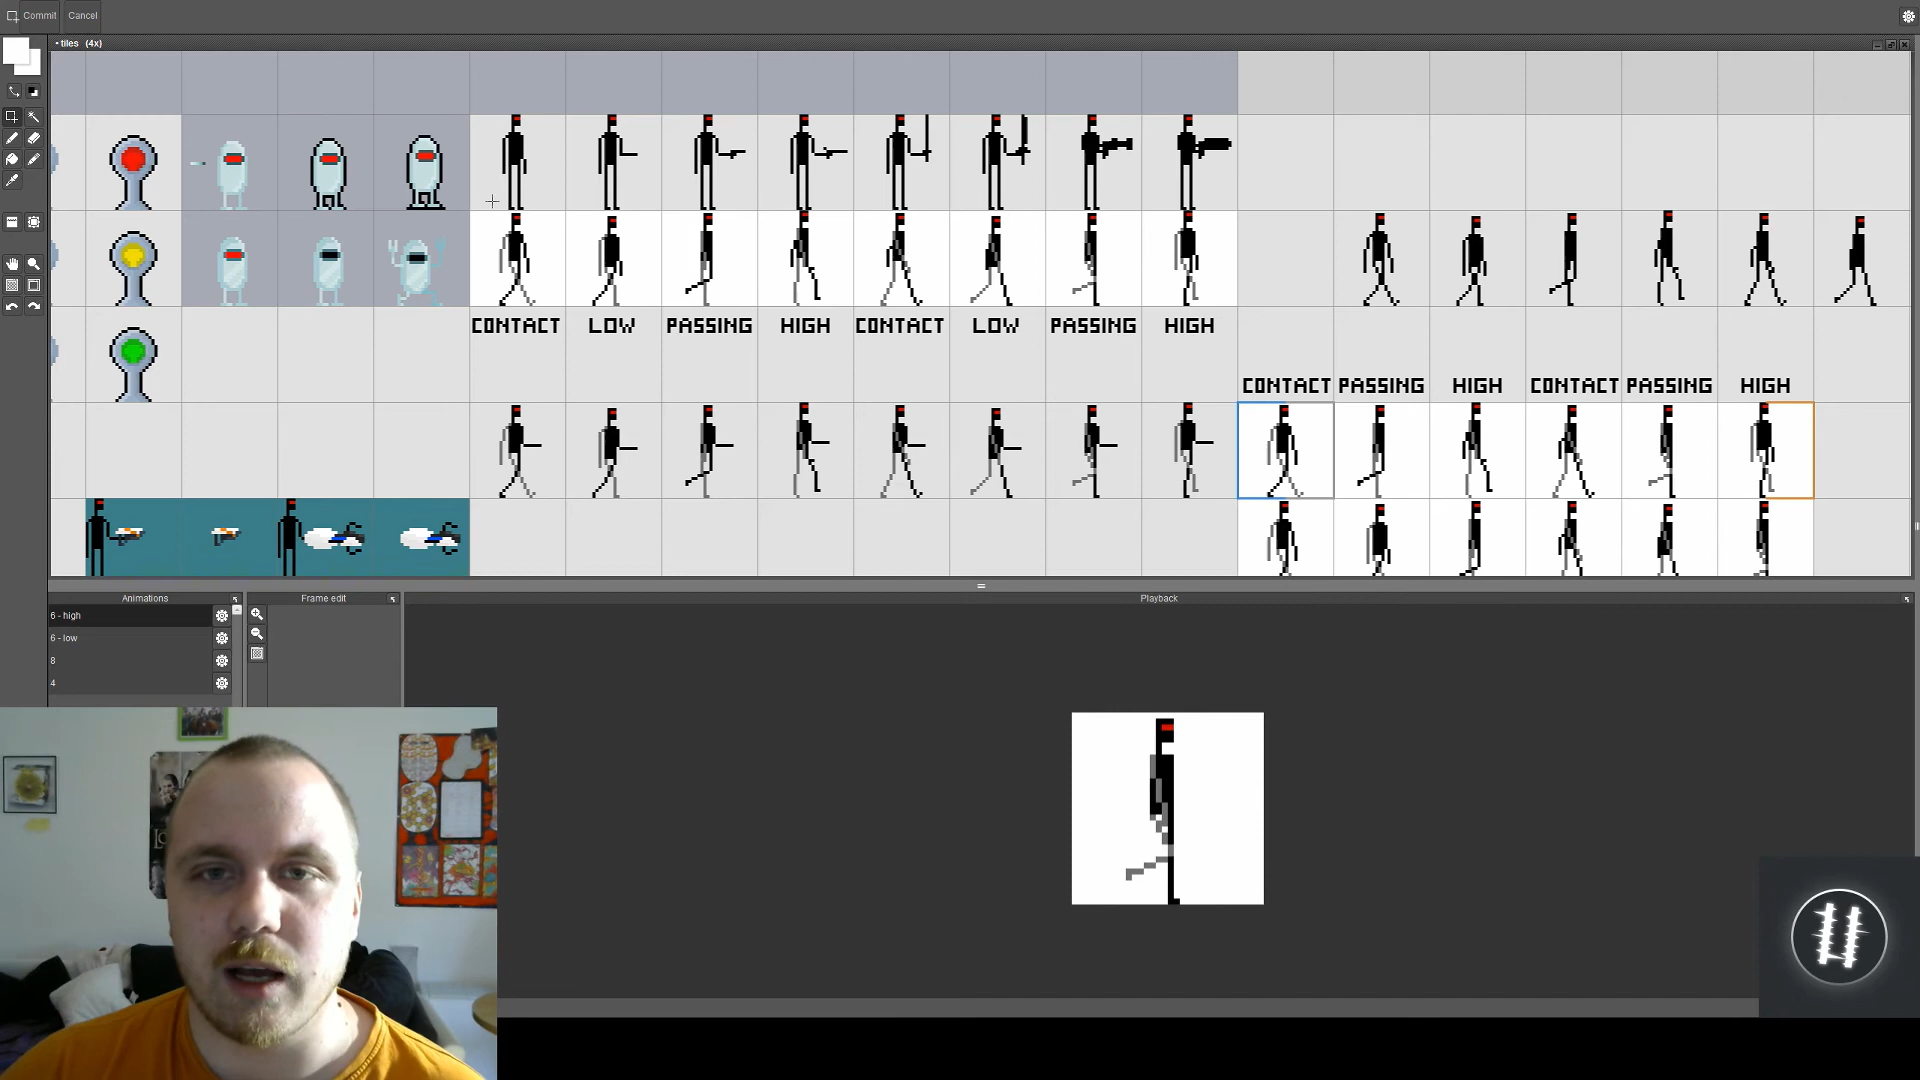 Commit Cancel
• tiles (4x)
CONTACT LOW PASSING HIGH CONTACT LOW PASSING HIGH
CONTACT PASSING HIGH CONTACT PASSING HIGH
Animations
Frame edit
Playback
6 - high
6 - low
8
4